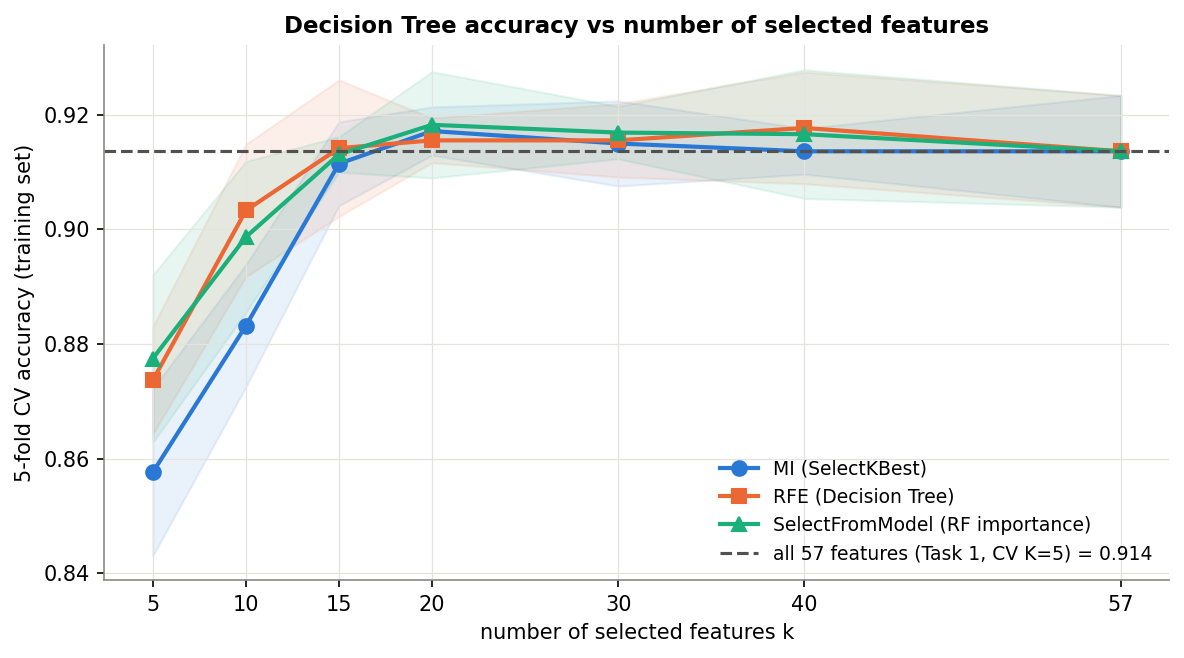 Decision Tree accuracy vs number of selected features
5-fold CV accuracy (training set)
0.92
0.90
0.88
0.86
0.84
MI (SelectKBest)
RFE (Decision Tree)
SelectFromModel (RF importance)
all 57 features (Task 1, CV K=5) = 0.914
5 10 15 20 30 40 57
number of selected features k